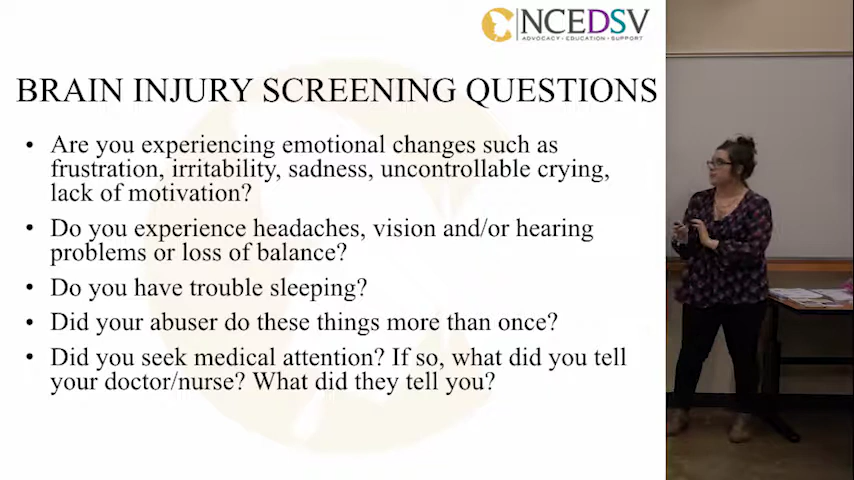 NCEDSV
ADVOCACY • EDUCATION • SUPPORT
BRAIN INJURY SCREENING QUESTIONS
• Are you experiencing emotional changes such as
frustration, irritability, sadness, uncontrollable crying,
lack of motivation?
• Do you experience headaches, vision and/or hearing
problems or loss of balance?
• Do you have trouble sleeping?
• Did your abuser do these things more than once?
• Did you seek medical attention? If so, what did you tell
your doctor/nurse? What did they tell you?